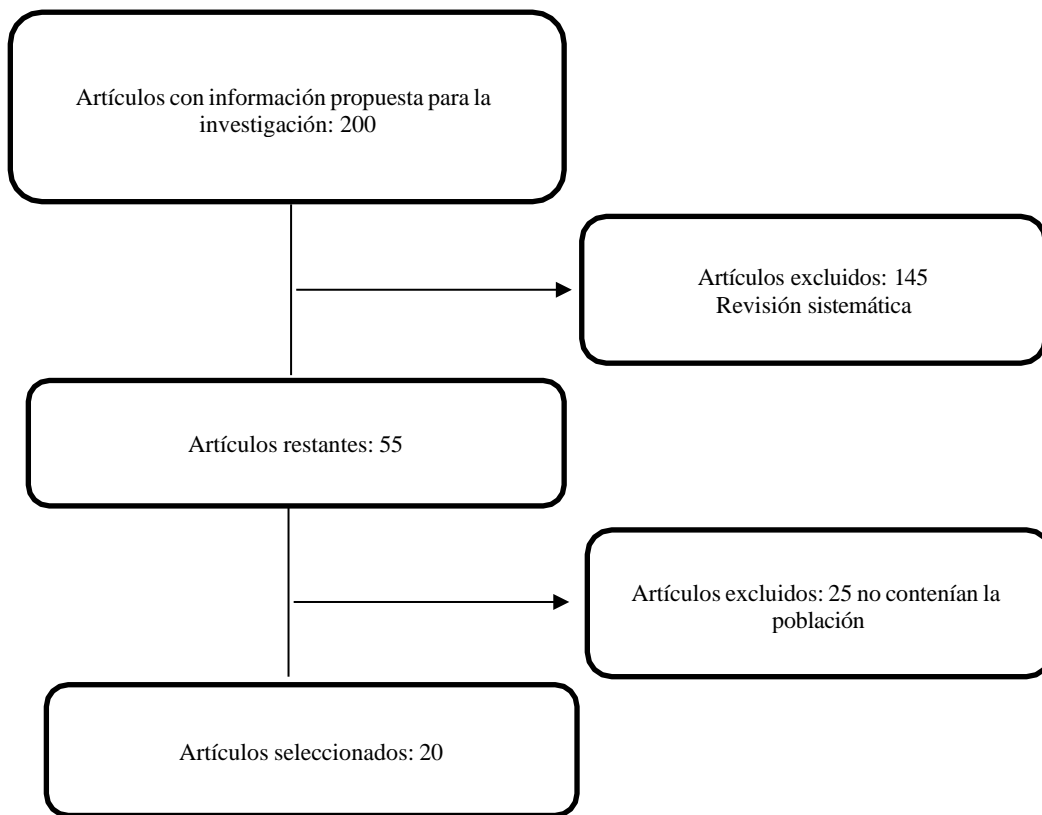 Artículos con información propuesta para la
investigación: 200
Artículos excluidos: 145
Revisión sistemática
Artículos restantes: 55
Artículos excluidos: 25 no contenían la
población
Artículos seleccionados: 20